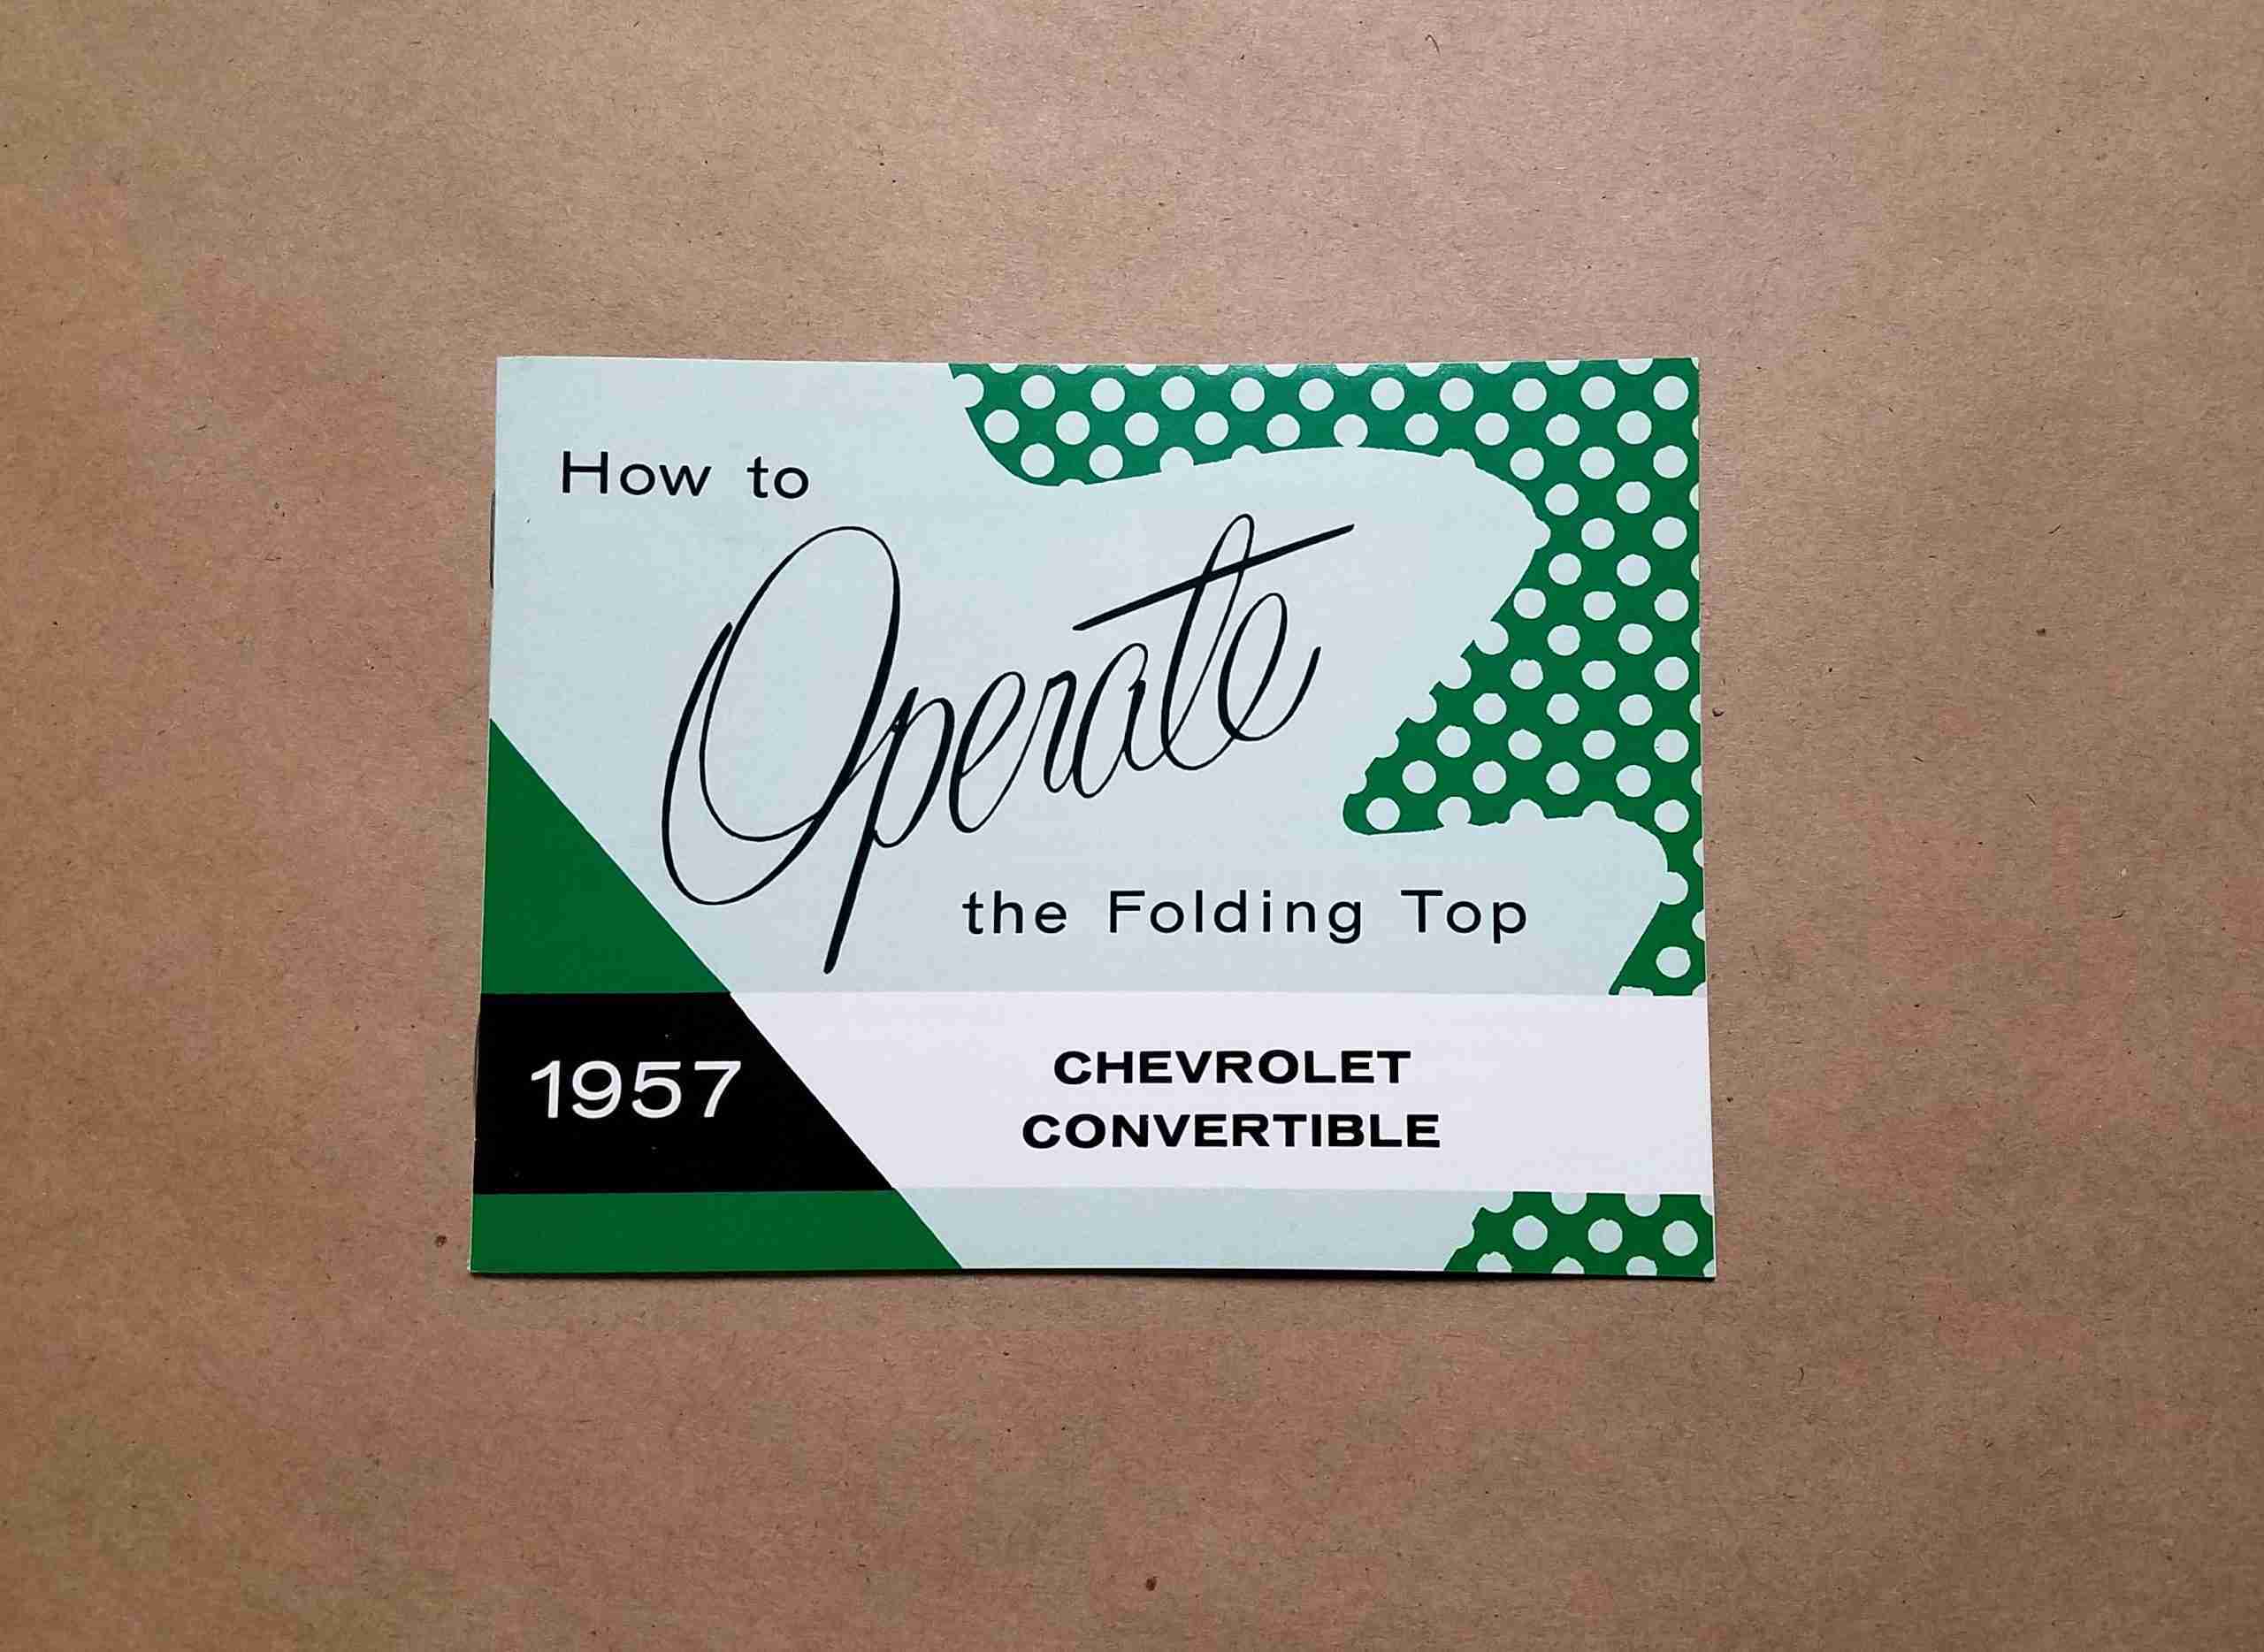 How to
Operate
the Folding Top
1957
CHEVROLET
CONVERTIBLE